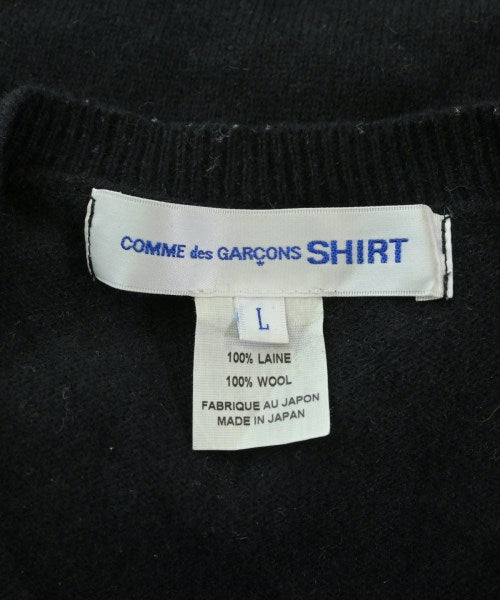 COMME des GARÇONS SHIRT
L
100% LAINE
100% WOOL
FABRIQUE AU JAPON
MADE IN JAPAN